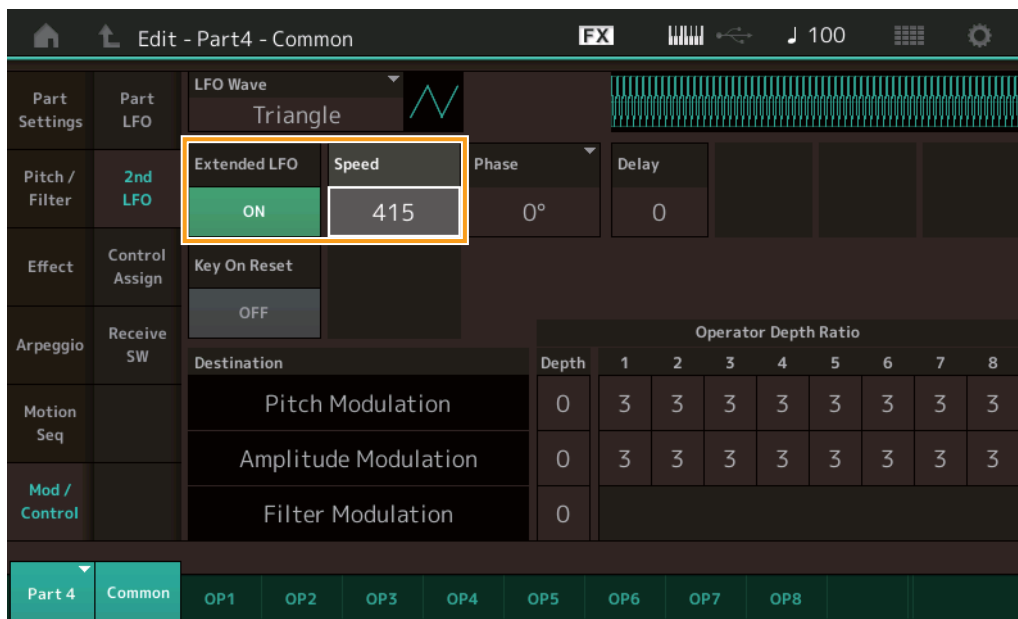 Edit - Part4 - Common
FX
♩ 100
Part
Settings
Part
LFO
LFO Wave
Triangle
Pitch /
Filter
2nd
LFO
Extended LFO
ON
Speed
415
Phase
0°
Delay
0
Effect
Control
Assign
Key On Reset
OFF
Arpeggio
Receive
SW
Operator Depth Ratio
Destination Depth 1 2 3 4 5 6 7 8
Motion
Seq
Pitch Modulation 0 3 3 3 3 3 3 3 3
Amplitude Modulation 0 3 3 3 3 3 3 3 3
Mod /
Control
Filter Modulation 0
Part 4 Common OP1 OP2 OP3 OP4 OP5 OP6 OP7 OP8